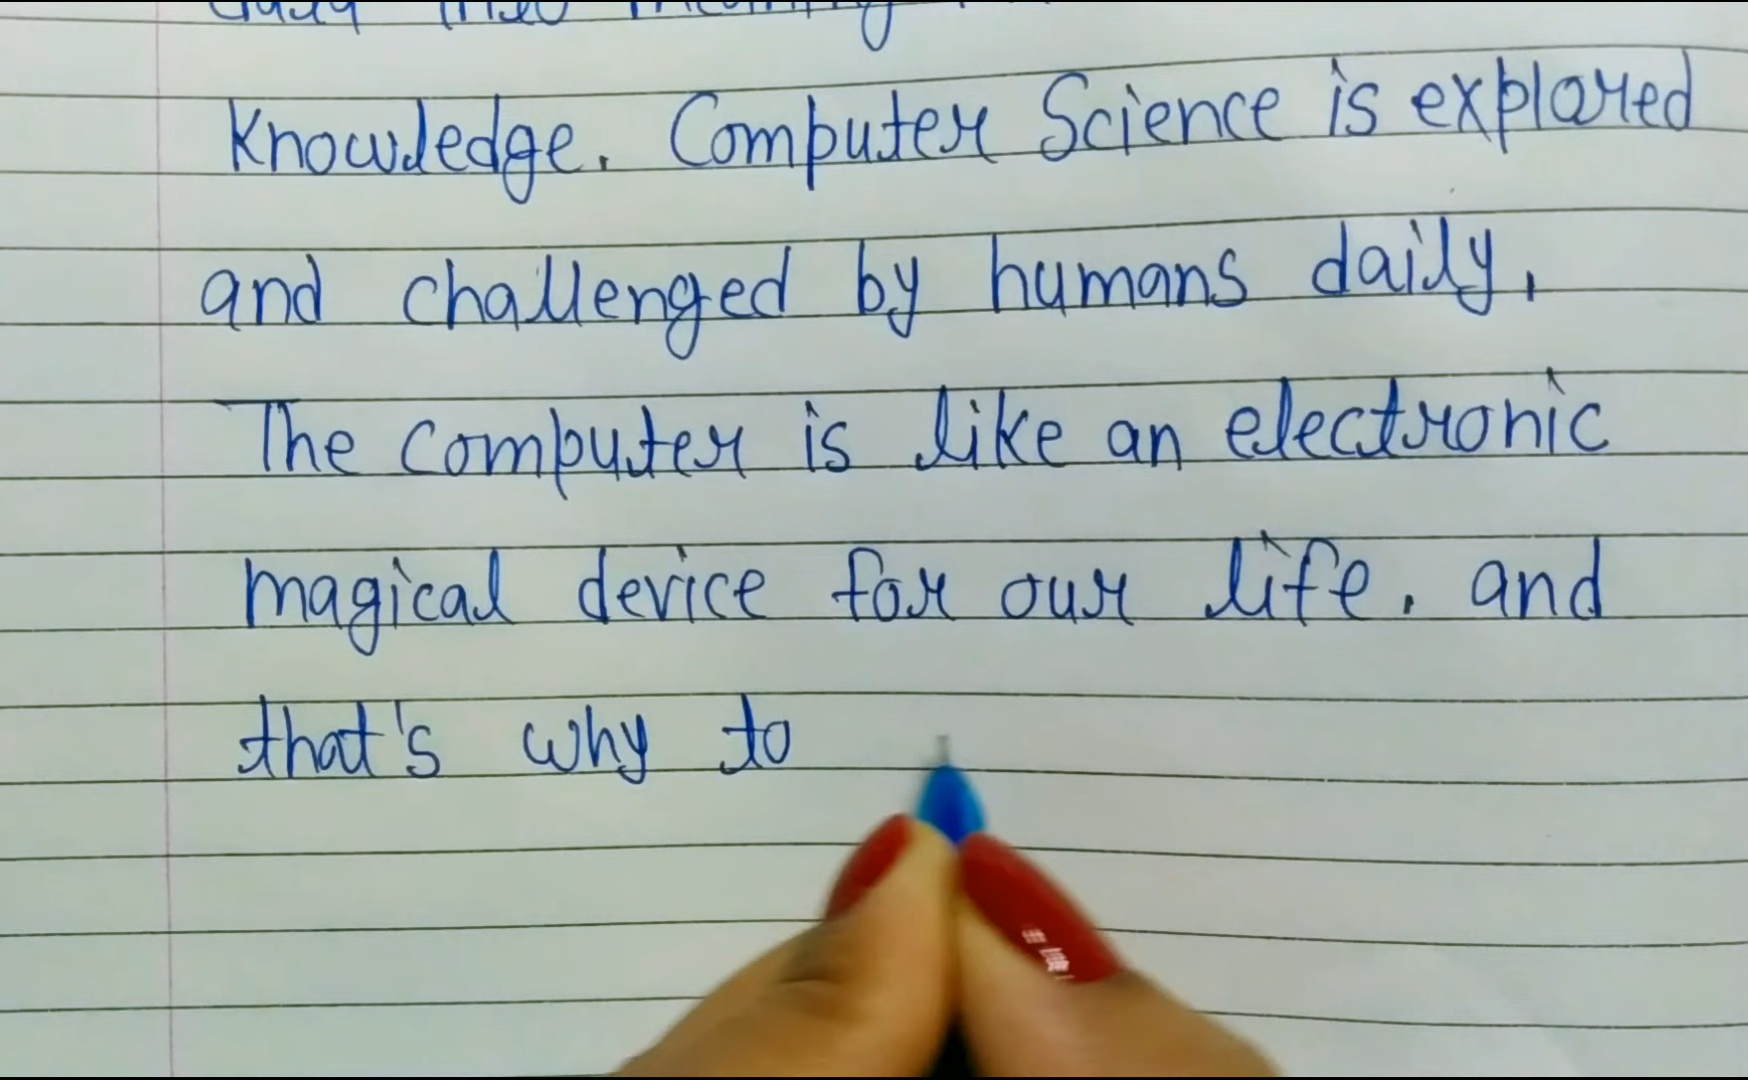 Knowledge. Computer Science is explored
and challenged by humans daily.
The computer is like an electronic
magical device for our life. and
that's why to